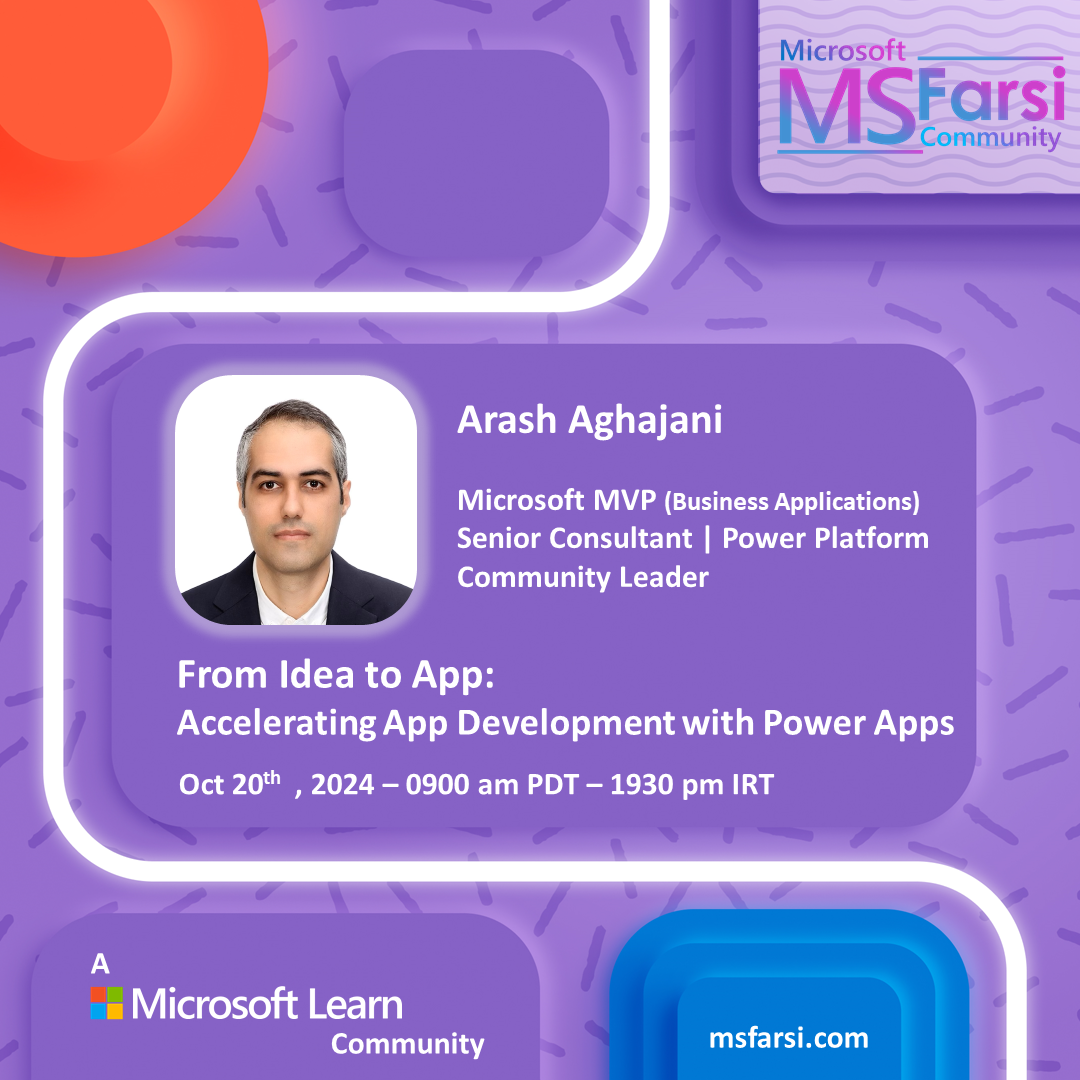 Microsoft
MSFarsi
Community
Arash Aghajani
Microsoft MVP (Business Applications)
Senior Consultant | Power Platform
Community Leader
From Idea to App:
Accelerating App Development with Power Apps
Oct 20th , 2024 – 0900 am PDT – 1930 pm IRT
A
Microsoft Learn
Community
msfarsi.com